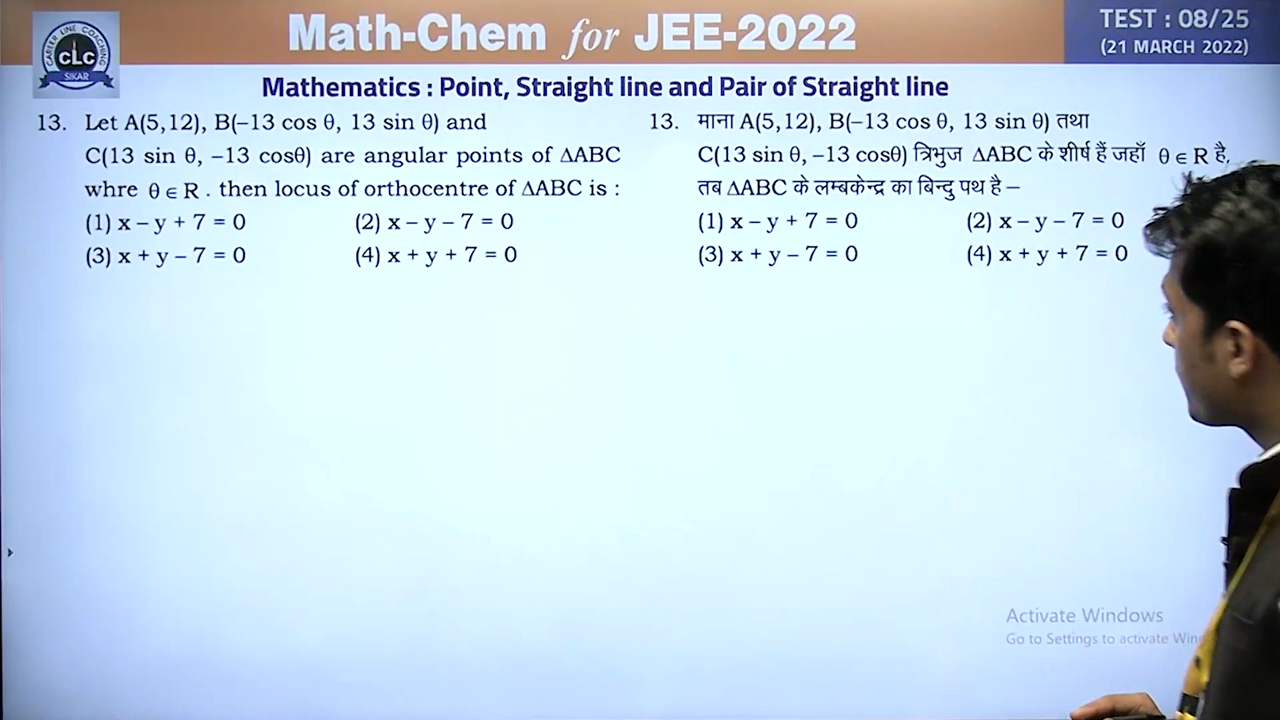 CAREER LINE COACHING
CLC
SIKAR
Math-Chem for JEE-2022
TEST : 08/25
(21 MARCH 2022)
Mathematics : Point, Straight line and Pair of Straight line
13. Let A(5,12), B(–13 cos θ, 13 sin θ) and
C(13 sin θ, –13 cosθ) are angular points of ΔABC
whre θ ∈ R . then locus of orthocentre of ΔABC is :
(1) x – y + 7 = 0 (2) x – y – 7 = 0
(3) x + y – 7 = 0 (4) x + y + 7 = 0
13. माना A(5,12), B(–13 cos θ, 13 sin θ) तथा
C(13 sin θ, –13 cosθ) त्रिभुज ΔABC के शीर्ष हैं जहाँ θ ∈ R है,
तब ΔABC के लम्बकेन्द्र का बिन्दु पथ है –
(1) x – y + 7 = 0 (2) x – y – 7 = 0
(3) x + y – 7 = 0 (4) x + y + 7 = 0
Activate Windows
Go to Settings to activate